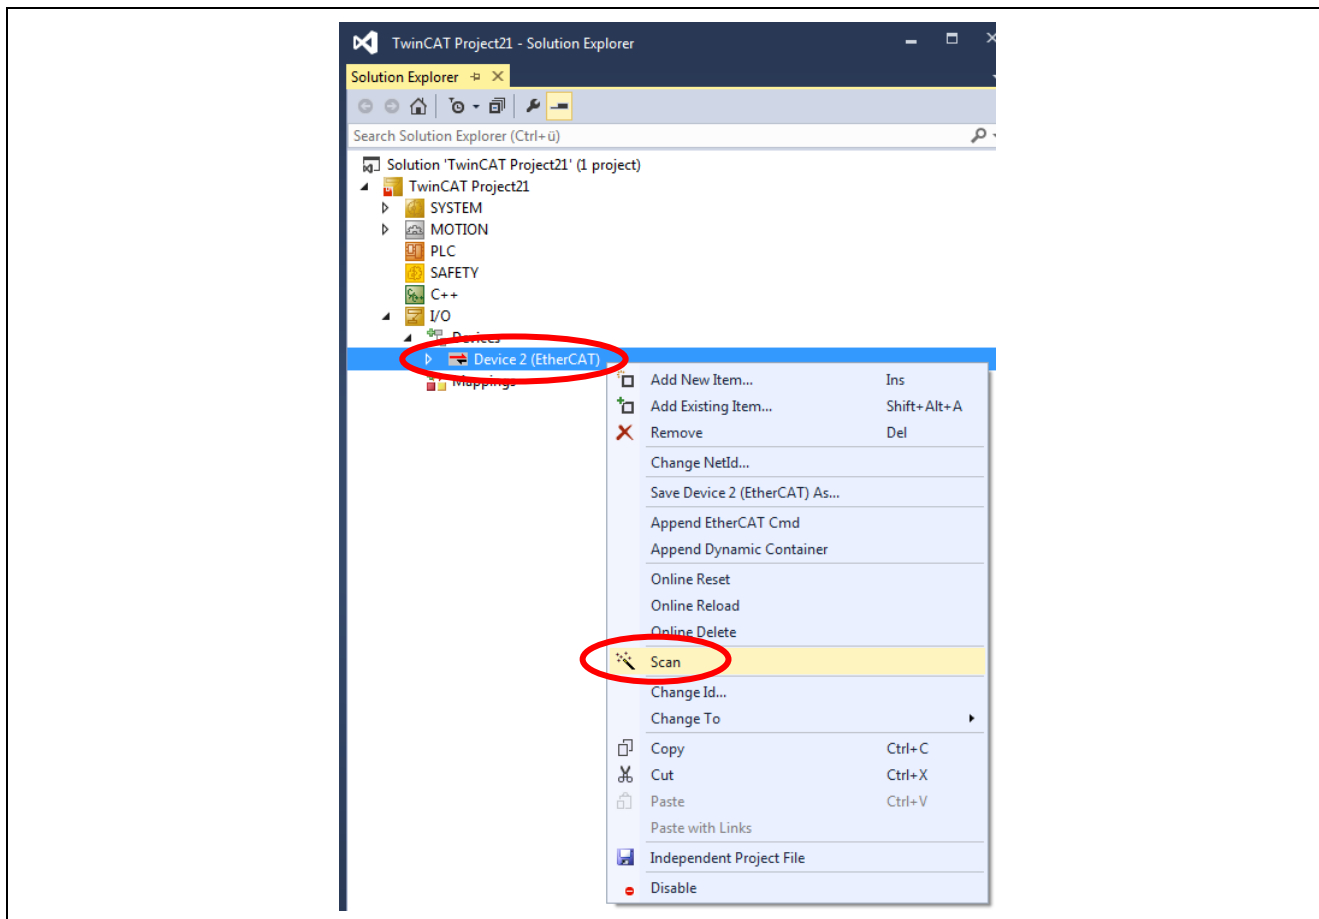 TwinCAT Project21 - Solution Explorer
Solution Explorer
Search Solution Explorer (Ctrl+ü)
Solution 'TwinCAT Project21' (1 project)
TwinCAT Project21
SYSTEM
MOTION
PLC
SAFETY
C++
I/O
Devices
Device 2 (EtherCAT)
Mappings
Add New Item... Ins
Add Existing Item... Shift+Alt+A
Remove Del
Change NetId...
Save Device 2 (EtherCAT) As...
Append EtherCAT Cmd
Append Dynamic Container
Online Reset
Online Reload
Online Delete
Scan
Change Id...
Change To
Copy Ctrl+C
Cut Ctrl+X
Paste Ctrl+V
Paste with Links
Independent Project File
Disable